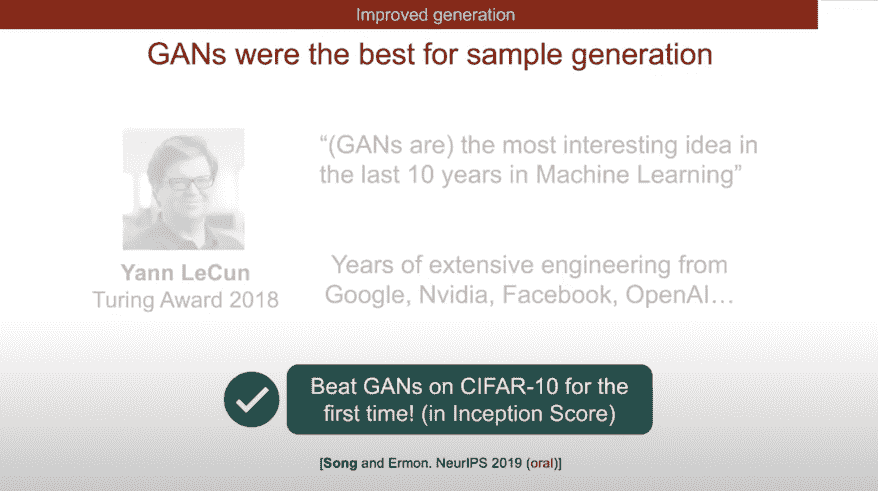 Improved generation
GANs were the best for sample generation
“(GANs are) the most interesting idea in
the last 10 years in Machine Learning”
Yann LeCun
Turing Award 2018
Years of extensive engineering from
Google, Nvidia, Facebook, OpenAI…
Beat GANs on CIFAR-10 for the
first time! (in Inception Score)
[Song and Ermon. NeurIPS 2019 (oral)]